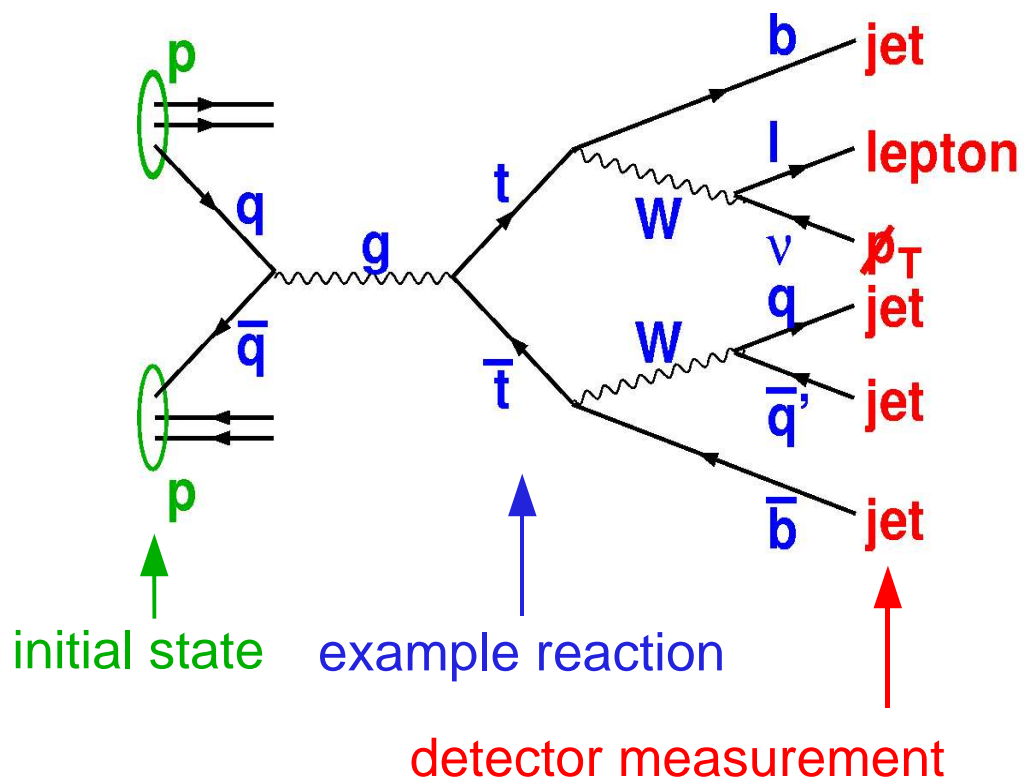 p
b
jet
l
lepton
q
t
W
ν
p̸T
g
q
jet
q̅
W
t̅
q̅’
jet
p
b̅
jet
initial state
example reaction
detector measurement